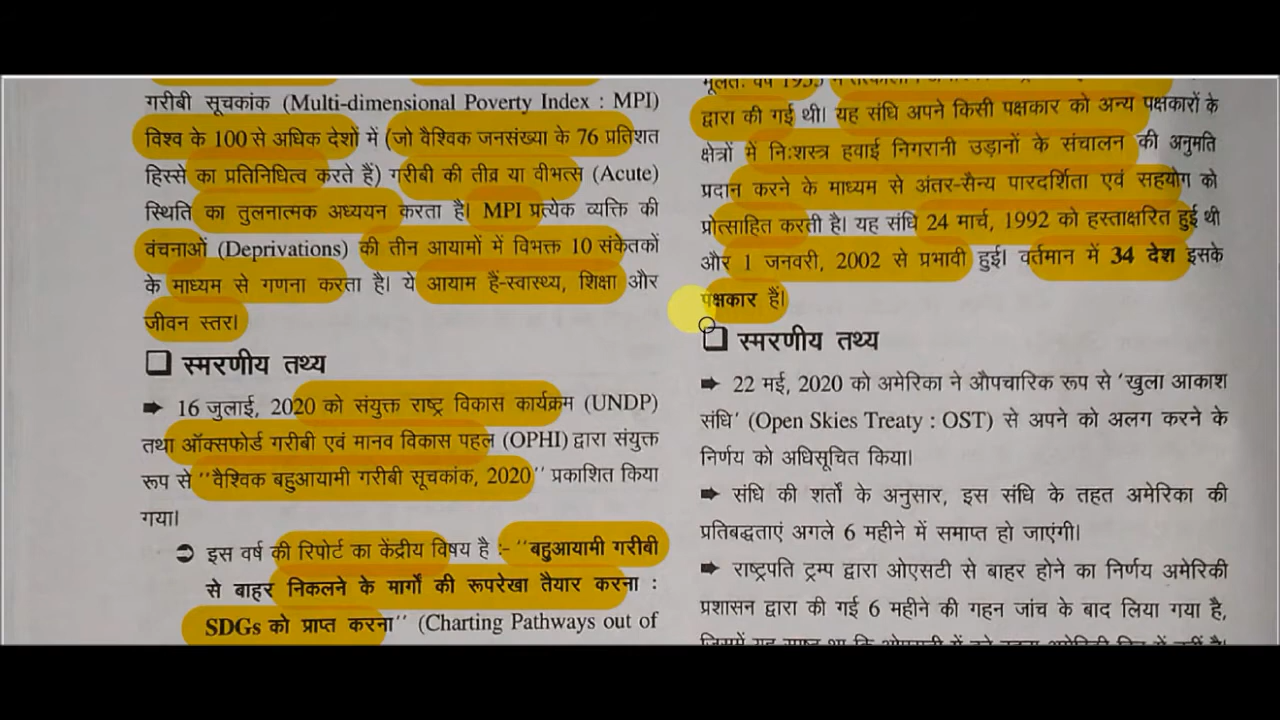 गरीबी सूचकांक (Multi-dimensional Poverty Index : MPI)
विश्व के 100 से अधिक देशों में (जो वैश्विक जनसंख्या के 76 प्रतिशत
हिस्से का प्रतिनिधित्व करते हैं) गरीबी की तीव्र या वीभत्स (Acute)
स्थिति का तुलनात्मक अध्ययन करता है। MPI प्रत्येक व्यक्ति की
वंचनाओं (Deprivations) की तीन आयामों में विभक्त 10 संकेतकों
के माध्यम से गणना करता है। ये आयाम हैं-स्वास्थ्य, शिक्षा और
जीवन स्तर।
❑ स्मरणीय तथ्य
➡ 16 जुलाई, 2020 को संयुक्त राष्ट्र विकास कार्यक्रम (UNDP)
तथा ऑक्सफोर्ड गरीबी एवं मानव विकास पहल (OPHI) द्वारा संयुक्त
रूप से ''वैश्विक बहुआयामी गरीबी सूचकांक, 2020'' प्रकाशित किया
गया।
➲ इस वर्ष की रिपोर्ट का केंद्रीय विषय है :- ''बहुआयामी गरीबी
से बाहर निकलने के मार्गों की रूपरेखा तैयार करना :
SDGs को प्राप्त करना'' (Charting Pathways out of
मूलतः वर्ष 1955 में
द्वारा की गई थी। यह संधि अपने किसी पक्षकार को अन्य पक्षकारों के
क्षेत्रों में निःशस्त्र हवाई निगरानी उड़ानों के संचालन की अनुमति
प्रदान करने के माध्यम से अंतर-सैन्य पारदर्शिता एवं सहयोग को
प्रोत्साहित करती है। यह संधि 24 मार्च, 1992 को हस्ताक्षरित हुई थी
और 1 जनवरी, 2002 से प्रभावी हुई। वर्तमान में 34 देश इसके
पक्षकार हैं।
❑ स्मरणीय तथ्य
➡ 22 मई, 2020 को अमेरिका ने औपचारिक रूप से 'खुला आकाश
संधि' (Open Skies Treaty : OST) से अपने को अलग करने के
निर्णय को अधिसूचित किया।
➡ संधि की शर्तों के अनुसार, इस संधि के तहत अमेरिका की
प्रतिबद्धताएं अगले 6 महीने में समाप्त हो जाएंगी।
➡ राष्ट्रपति ट्रम्प द्वारा ओएसटी से बाहर होने का निर्णय अमेरिकी
प्रशासन द्वारा की गई 6 महीने की गहन जांच के बाद लिया गया है,